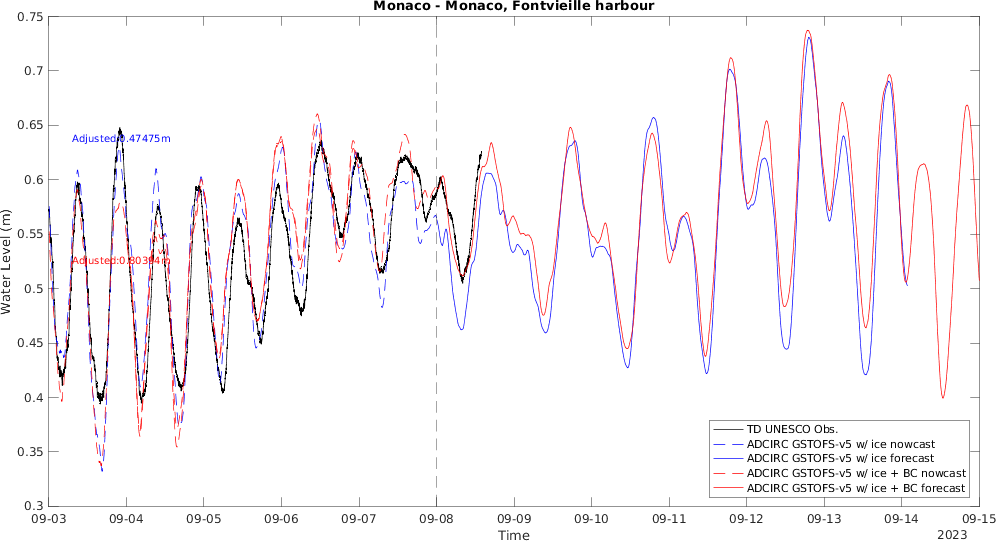 Monaco - Monaco, Fontvieille harbour
0.75
0.7
0.65
0.6
0.55
0.5
0.45
0.4
0.35
0.3
Water Level (m)
Adjusted:0.47475m
TD UNESCO Obs.
ADCIRC GSTOFS-v5 w/ ice nowcast
ADCIRC GSTOFS-v5 w/ ice forecast
ADCIRC GSTOFS-v5 w/ ice + BC nowcast
ADCIRC GSTOFS-v5 w/ ice + BC forecast
09-03 09-04 09-05 09-06 09-07 09-08 09-09 09-10 09-11 09-12 09-13 09-14 09-15
Time
2023